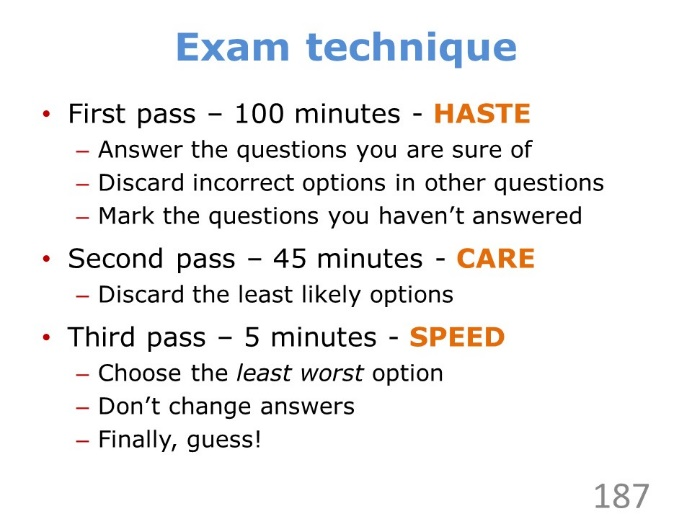 Exam technique
• First pass – 100 minutes - HASTE
– Answer the questions you are sure of
– Discard incorrect options in other questions
– Mark the questions you haven’t answered
• Second pass – 45 minutes - CARE
– Discard the least likely options
• Third pass – 5 minutes - SPEED
– Choose the least worst option
– Don’t change answers
– Finally, guess!
187